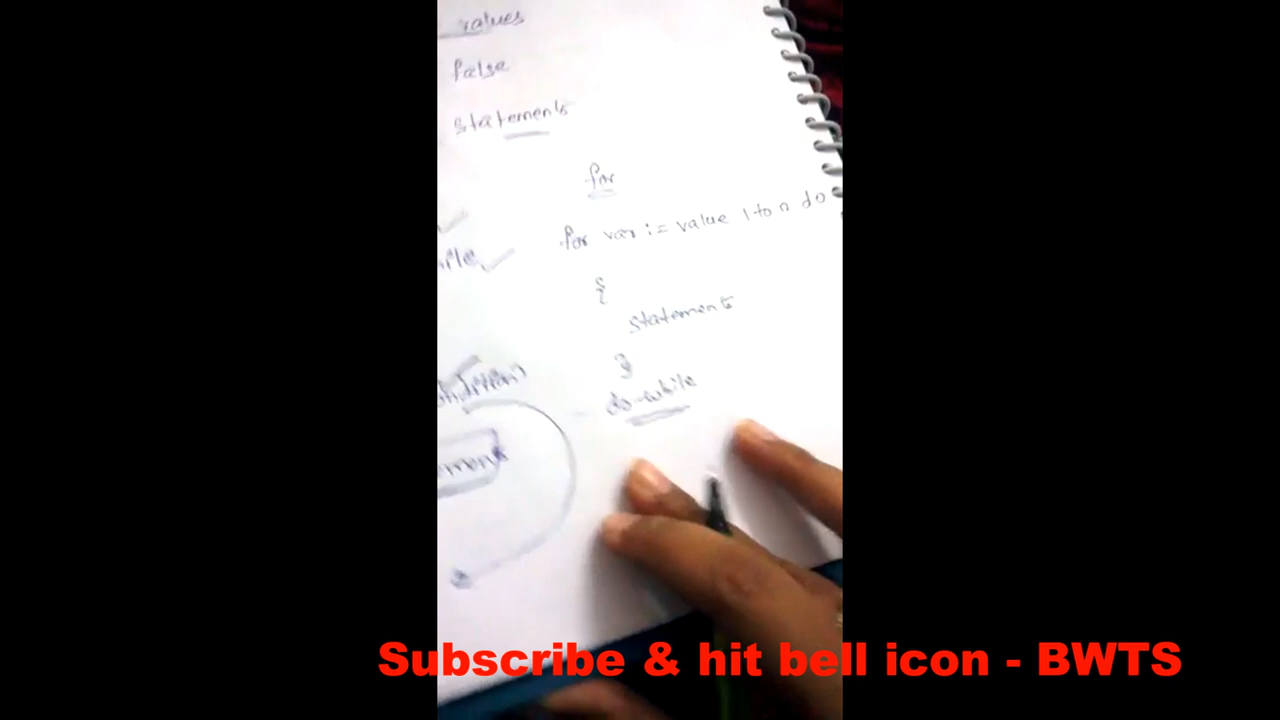 values
false
statements
for
for var := value 1 to n do
{
statements
}
do-while
Subscribe & hit bell icon - BWTS